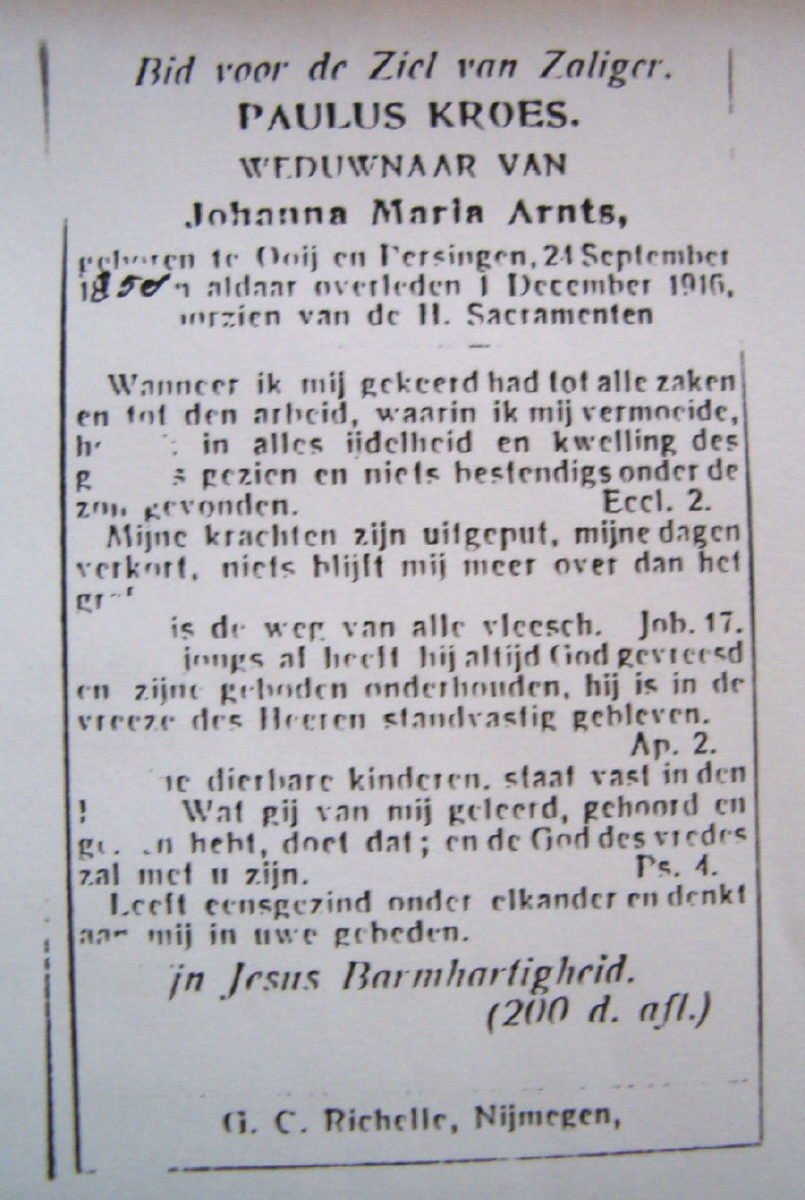 Bid voor de Ziel van Zaliger.
PAULUS KROES.
WEDUWNAAR VAN
Johanna Maria Arnts,
geboren te Ooij en Persingen, 24 September
1850 aldaar overleden 1 December 1916,
van de H. Sacramenten
Wanneer ik mij gekeerd had tot alle zaken
en tot den arbeid, waarin ik mij vermoeide,
in alles ijdelheid en kwelling des
gezien en niets bestendigs onder de
zon gevonden. Eccl. 2.
Mijne krachten zijn uitgeput, mijne dagen
verkort, niets blijft mij meer over dan het
is de weg van alle vleesch. Job. 17.
jongs af heeft hij altijd God gevreesd
en zijne geboden onderhouden, hij is in de
vreeze des Heeren standvastig gebleven.
Ap. 2.
dierbare kinderen, staat vast in den
Wat gij van mij geleerd, gehoord en
hebt, doet dat; en de God des vredes
zal met u zijn. Ps. 4.
Leeft eensgezind onder elkander en denkt
aan mij in uwe gebeden.
jn Jesus Barmhartigheid.
(200 d. afl.)
G. C. Richelle, Nijmegen,